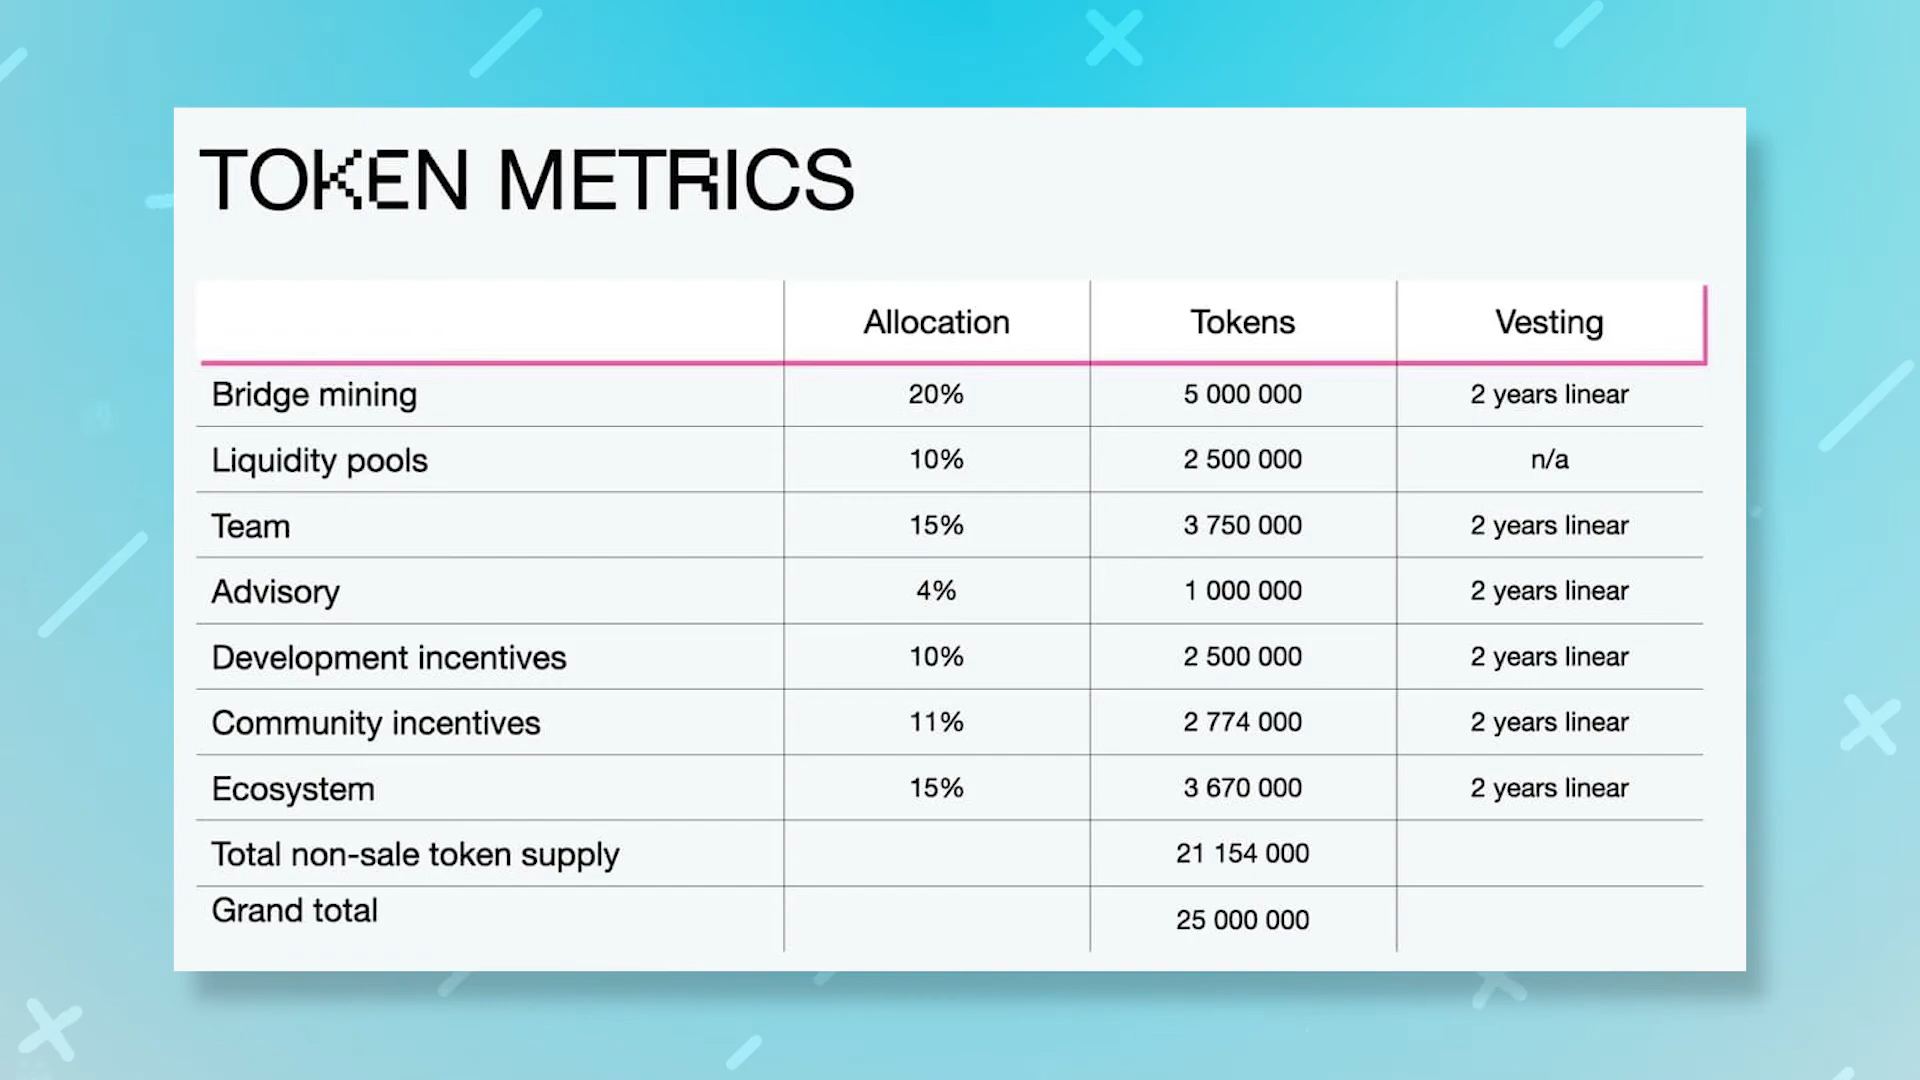 TOKEN METRICS
Allocation Tokens Vesting
Bridge mining 20% 5 000 000 2 years linear
Liquidity pools 10% 2 500 000 n/a
Team 15% 3 750 000 2 years linear
Advisory 4% 1 000 000 2 years linear
Development incentives 10% 2 500 000 2 years linear
Community incentives 11% 2 774 000 2 years linear
Ecosystem 15% 3 670 000 2 years linear
Total non-sale token supply 21 154 000
Grand total 25 000 000